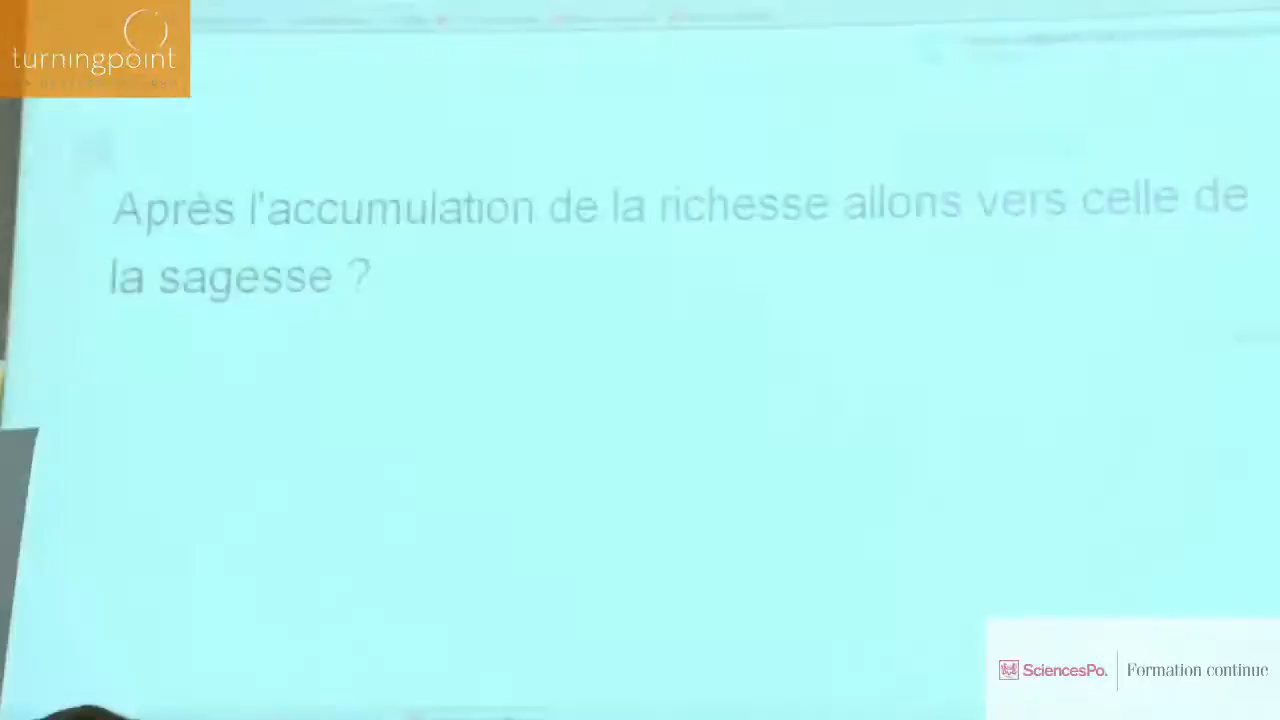 turningpoint
Après l'accumulation de la richesse allons vers celle de
la sagesse ?
SciencesPo. Formation continue